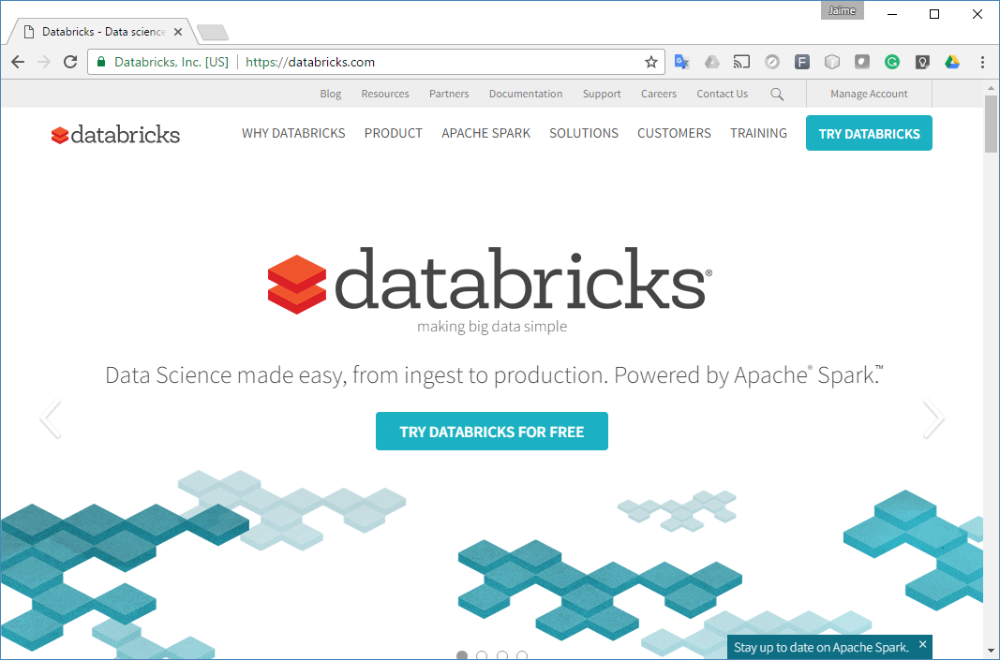 Jaime
Databricks - Data science
Databricks, Inc. [US] https://databricks.com
Blog Resources Partners Documentation Support Careers Contact Us Manage Account
databricks WHY DATABRICKS PRODUCT APACHE SPARK SOLUTIONS CUSTOMERS TRAINING TRY DATABRICKS
databricks®
making big data simple
Data Science made easy, from ingest to production. Powered by Apache® Spark.™
TRY DATABRICKS FOR FREE
Stay up to date on Apache Spark.